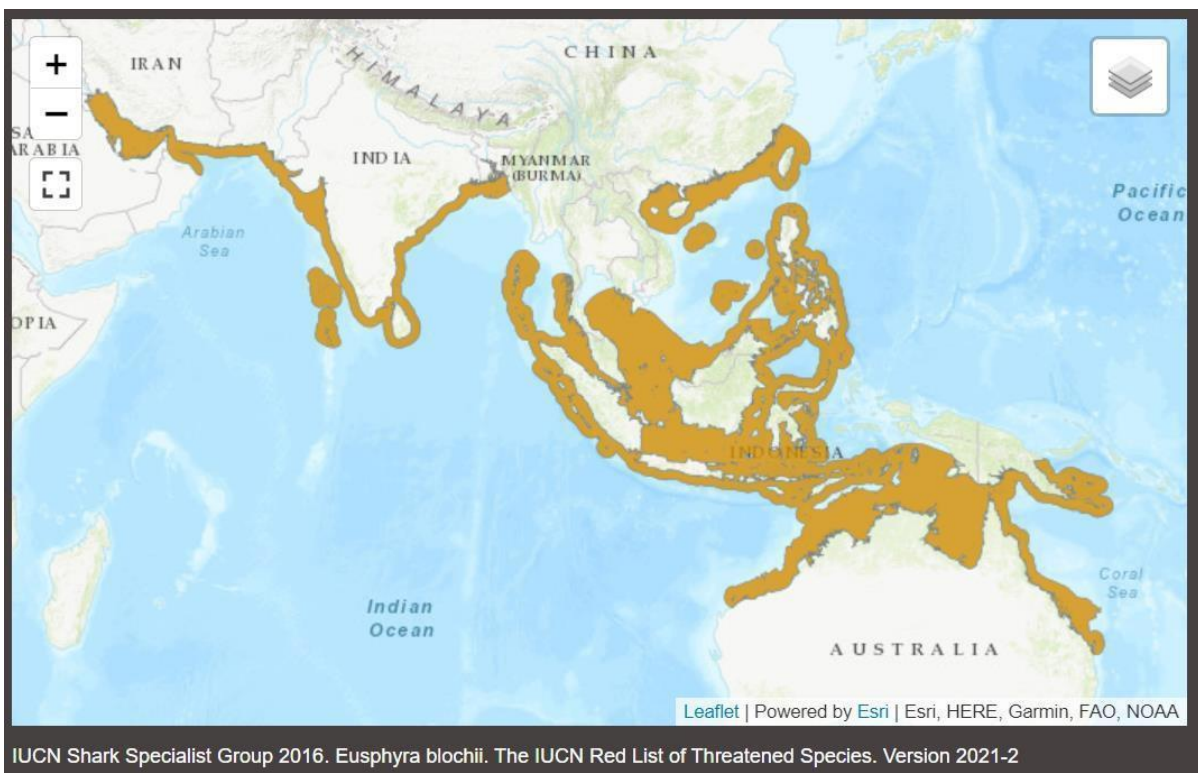 CHINA
IRAN
HIMALAYA
SA
ARABIA
INDIA
MYANMAR
(BURMA)
Pacific
Ocean
Arabian
Sea
OPIA
INDONESIA
Indian
Ocean
Coral
Sea
AUSTRALIA
Leaflet | Powered by Esri | Esri, HERE, Garmin, FAO, NOAA
IUCN Shark Specialist Group 2016. Eusphyra blochii. The IUCN Red List of Threatened Species. Version 2021-2